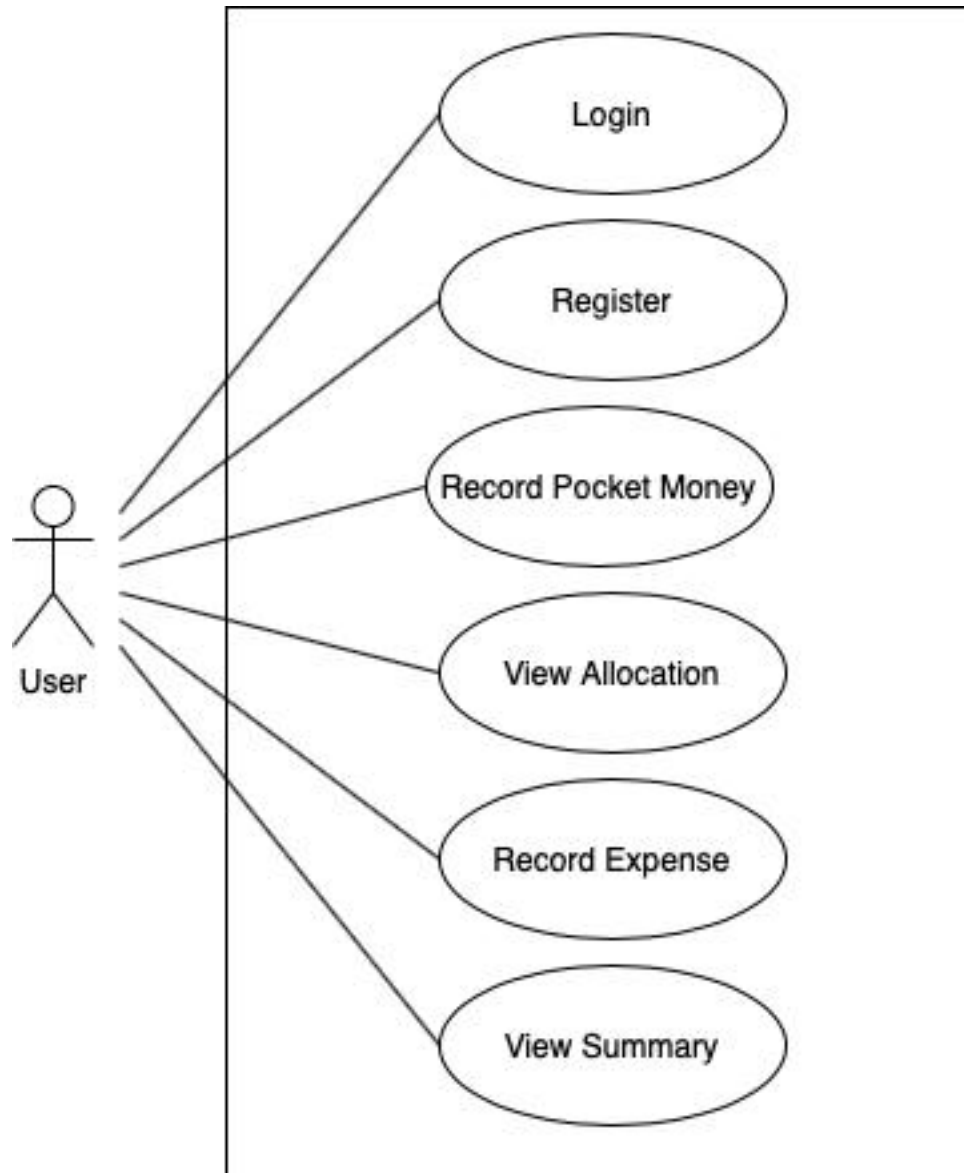 Login
Register
Record Pocket Money
View Allocation
User
Record Expense
View Summary